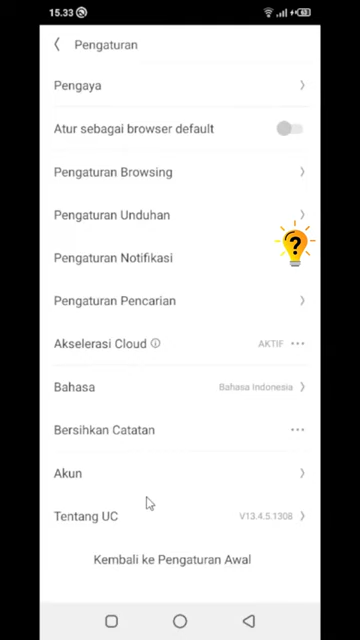 15.33
63
Pengaturan
Pengaya
Atur sebagai browser default
Pengaturan Browsing
Pengaturan Unduhan
?
Pengaturan Notifikasi
Pengaturan Pencarian
Akselerasi Cloud AKTIF
Bahasa Bahasa Indonesia
Bersihkan Catatan
Akun
Tentang UC V13.4.5.1308
Kembali ke Pengaturan Awal